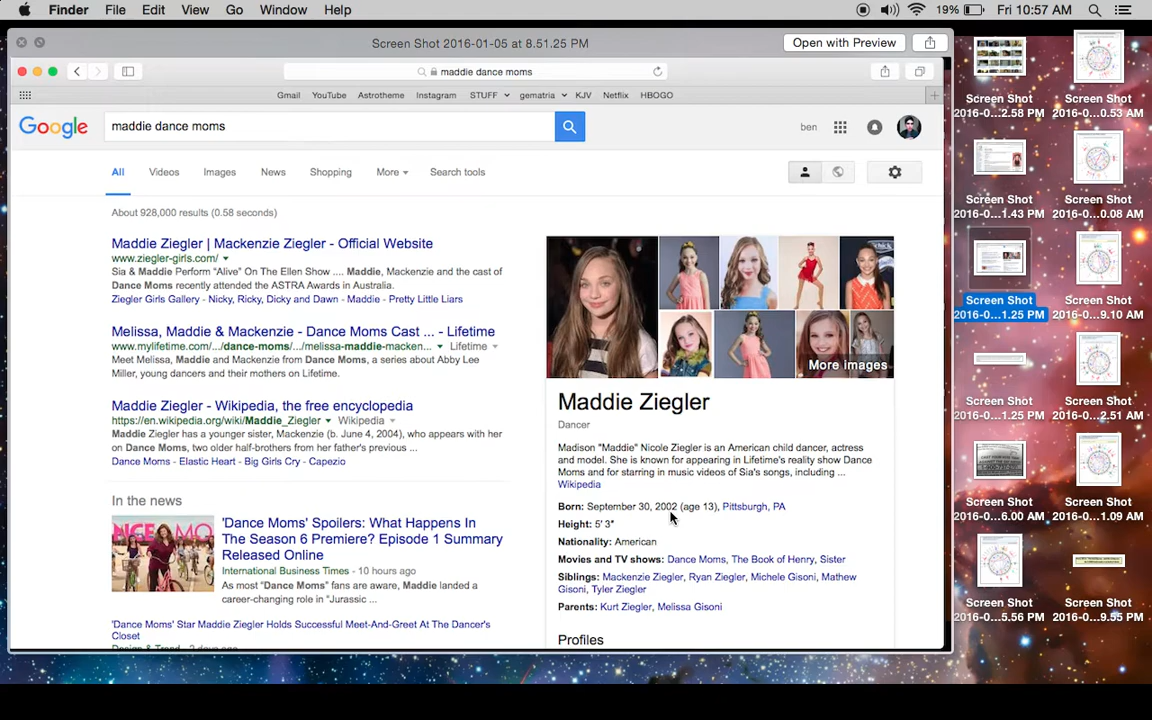 Finder File Edit View Go Window Help 19% Fri 10:57 AM
Screen Shot 2016-01-05 at 8.51.25 PM
Open with Preview
maddie dance moms
Gmail YouTube Astrotheme Instagram STUFF gematria KJV Netflix HBOGO
Google maddie dance moms ben
All Videos Images News Shopping More Search tools
About 928,000 results (0.58 seconds)
Maddie Ziegler | Mackenzie Ziegler - Official Website
www.ziegler-girls.com/
Sia & Maddie Perform "Alive" On The Ellen Show .... Maddie, Mackenzie and the cast of
Dance Moms recently attended the ASTRA Awards in Australia.
Ziegler Girls Gallery - Nicky, Ricky, Dicky and Dawn - Maddie - Pretty Little Liars
Melissa, Maddie & Mackenzie - Dance Moms Cast ... - Lifetime
www.mylifetime.com/.../dance-moms/.../melissa-maddie-macken... Lifetime
Meet Melissa, Maddie and Mackenzie from Dance Moms, a series about Abby Lee
Miller, young dancers and their mothers on Lifetime.
Maddie Ziegler - Wikipedia, the free encyclopedia
https://en.wikipedia.org/wiki/Maddie_Ziegler Wikipedia
Maddie Ziegler has a younger sister, Mackenzie (b. June 4, 2004), who appears with her
on Dance Moms, two older half-brothers from her father's previous ...
Dance Moms - Elastic Heart - Big Girls Cry - Capezio
In the news
'Dance Moms' Spoilers: What Happens In
The Season 6 Premiere? Episode 1 Summary
Released Online
International Business Times - 10 hours ago
As most "Dance Moms" fans are aware, Maddie landed a
career-changing role in "Jurassic ...
'Dance Moms' Star Maddie Ziegler Holds Successful Meet-And-Greet At The Dancer's
Closet
More images
Maddie Ziegler
Dancer
Madison "Maddie" Nicole Ziegler is an American child dancer, actress
and model. She is known for appearing in Lifetime's reality show Dance
Moms and for starring in music videos of Sia's songs, including ...
Wikipedia
Born: September 30, 2002 (age 13), Pittsburgh, PA
Height: 5' 3"
Nationality: American
Movies and TV shows: Dance Moms, The Book of Henry, Sister
Siblings: Mackenzie Ziegler, Ryan Ziegler, Michele Gisoni, Mathew
Gisoni, Tyler Ziegler
Parents: Kurt Ziegler, Melissa Gisoni
Profiles
Screen Shot Screen Shot
2016-0...2.58 PM 2016-0...0.53 AM
Screen Shot Screen Shot
2016-0...1.43 PM 2016-0...0.08 AM
Screen Shot Screen Shot
2016-0...1.25 PM 2016-0...9.10 AM
Screen Shot Screen Shot
2016-0...1.25 PM 2016-0...2.51 AM
Screen Shot Screen Shot
2016-0...6.00 AM 2016-0...1.09 AM
Screen Shot Screen Shot
2016-0...5.56 PM 2016-0...9.55 PM